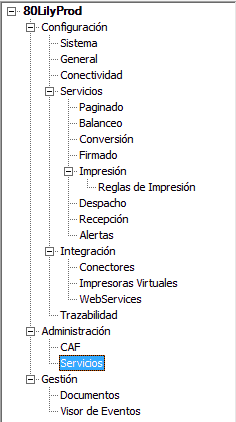 80LilyProd
Configuración
Sistema
General
Conectividad
Servicios
Paginado
Balanceo
Conversión
Firmado
Impresión
Reglas de Impresión
Despacho
Recepción
Alertas
Integración
Conectores
Impresoras Virtuales
WebServices
Trazabilidad
Administración
CAF
Servicios
Gestión
Documentos
Visor de Eventos